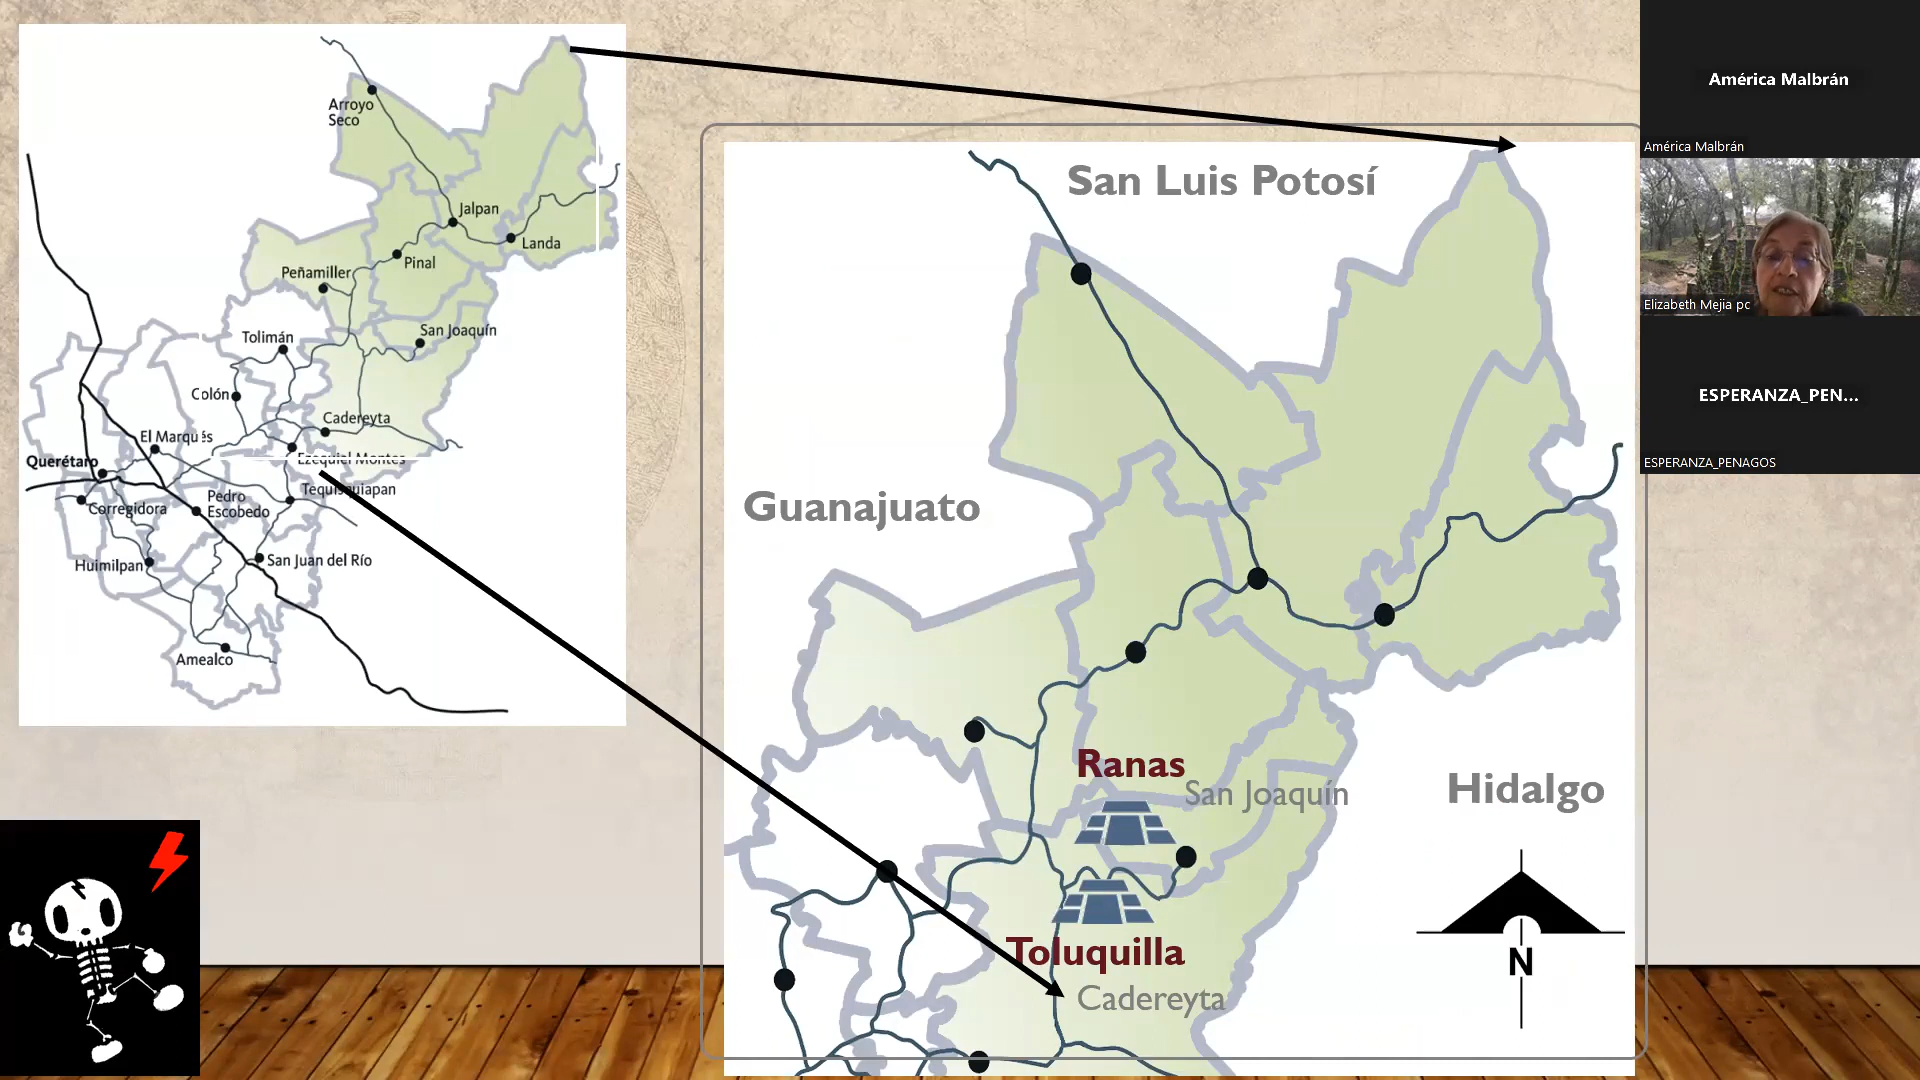 Arroyo
Seco
Jalpan
Landa
Pinal
Peñamiller
San Joaquín
Tolimán
Colón
Cadereyta
El Marqués
Ezequiel Montes
Querétaro
Tequisquiapan
Pedro
Escobedo
Corregidora
San Juan del Río
Huimilpan
Amealco
San Luis Potosí
Guanajuato
Ranas
San Joaquín
Hidalgo
Toluquilla
Cadereyta
N
América Malbrán
América Malbrán
Elizabeth Mejia pc
ESPERANZA_PEN...
ESPERANZA_PENAGOS